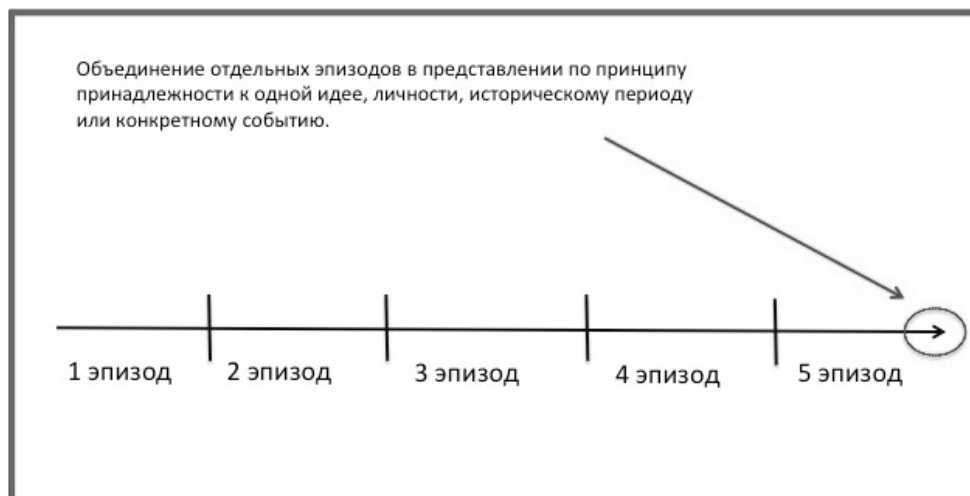 Объединение отдельных эпизодов в представлении по принципу
принадлежности к одной идее, личности, историческому периоду
или конкретному событию.
1 эпизод 2 эпизод 3 эпизод 4 эпизод 5 эпизод